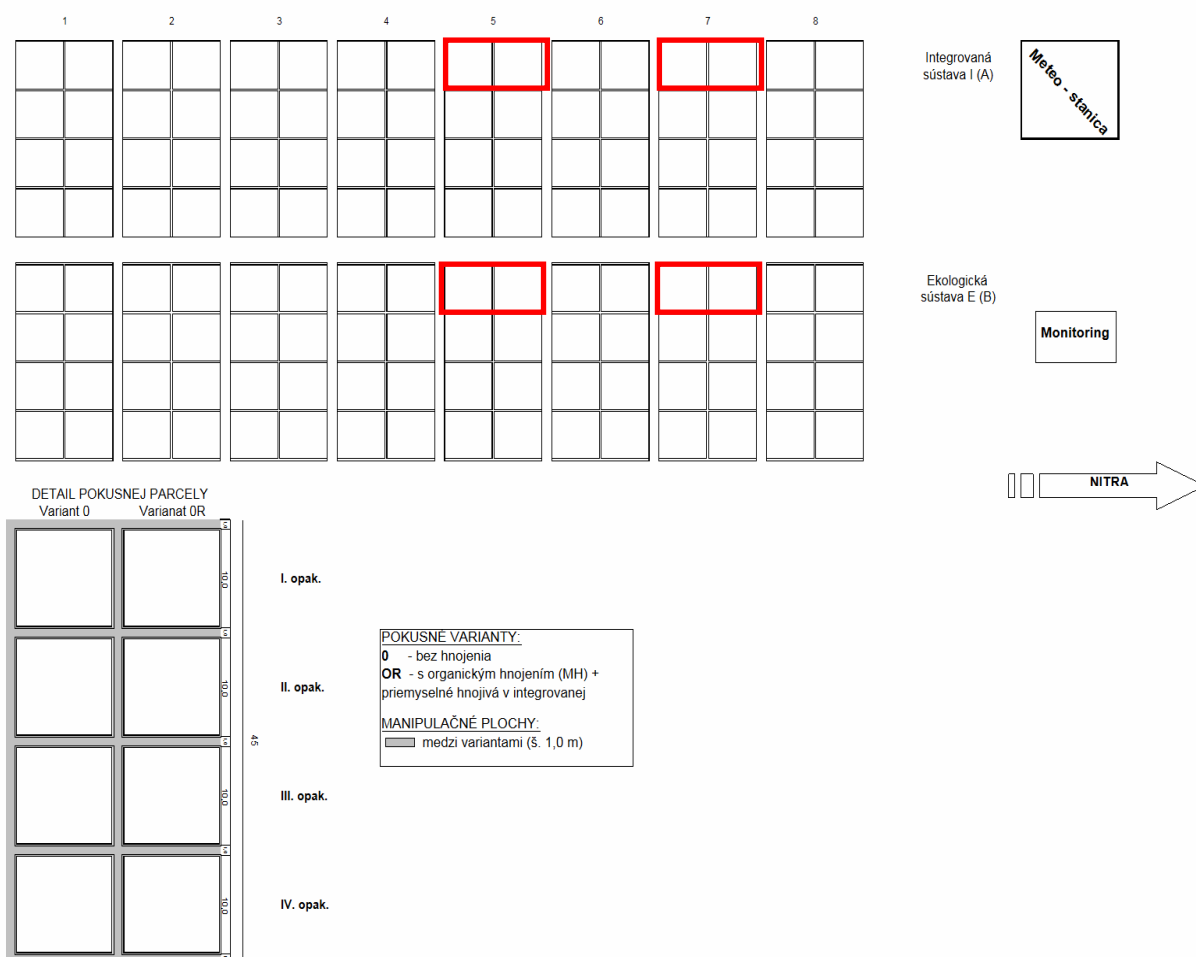 1 2 3 4 5 6 7 8
Integrovaná
sústava I (A)
Meteo - stanica
Ekologická
sústava E (B)
Monitoring
NITRA
DETAIL POKUSNEJ PARCELY
Variant 0 Varianat 0R
10,0
I. opak.
10,0
II. opak.
45
10,0
III. opak.
10,0
IV. opak.
POKUSNÉ VARIANTY:
0 - bez hnojenia
OR - s organickým hnojením (MH) +
priemyselné hnojivá v integrovanej
MANIPULAČNÉ PLOCHY:
medzi variantami (š. 1,0 m)